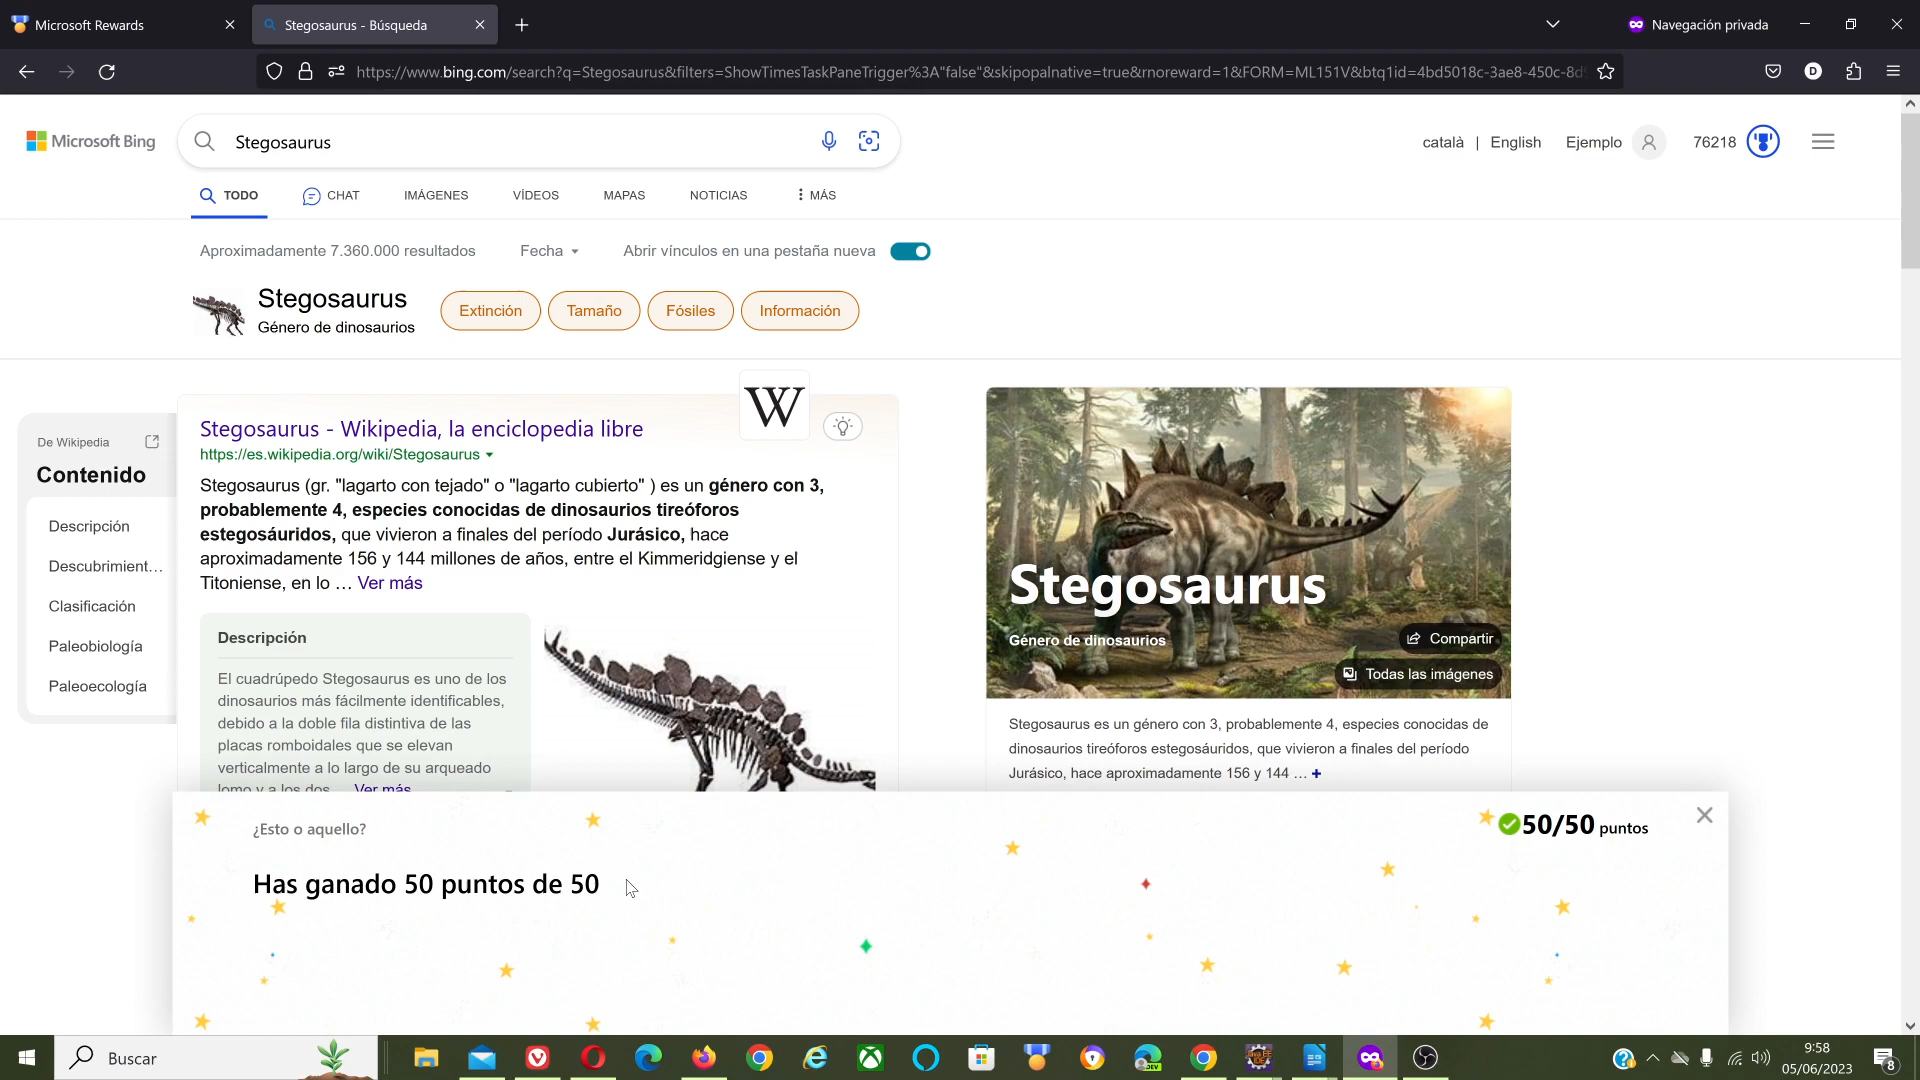 Microsoft Rewards
Stegosaurus - Búsqueda
Navegación privada
https://www.bing.com/search?q=Stegosaurus&filters=ShowTimesTaskPaneTrigger%3A"false"&skipopalnative=true&rnoreward=1&FORM=ML151V&btq1id=4bd5018c-3ae8-450c-8d
D
Microsoft Bing
Stegosaurus
català | English
Ejemplo
76218
TODO
CHAT
IMÁGENES
VÍDEOS
MAPAS
NOTICIAS
MÁS
Aproximadamente 7.360.000 resultados
Fecha
Abrir vínculos en una pestaña nueva
Stegosaurus
Género de dinosaurios
Extinción
Tamaño
Fósiles
Información
De Wikipedia
Contenido
Descripción
Descubrimient...
Clasificación
Paleobiología
Paleoecología
W
Stegosaurus - Wikipedia, la enciclopedia libre
https://es.wikipedia.org/wiki/Stegosaurus
Stegosaurus (gr. "lagarto con tejado" o "lagarto cubierto" ) es un género con 3,
probablemente 4, especies conocidas de dinosaurios tireóforos
estegosáuridos, que vivieron a finales del período Jurásico, hace
aproximadamente 156 y 144 millones de años, entre el Kimmeridgiense y el
Titoniense, en lo … Ver más
Descripción
El cuadrúpedo Stegosaurus es uno de los
dinosaurios más fácilmente identificables,
debido a la doble fila distintiva de las
placas romboidales que se elevan
verticalmente a lo largo de su arqueado
lomo y a los dos … Ver más
Stegosaurus
Género de dinosaurios
Compartir
Todas las imágenes
Stegosaurus es un género con 3, probablemente 4, especies conocidas de
dinosaurios tireóforos estegosáuridos, que vivieron a finales del período
Jurásico, hace aproximadamente 156 y 144 … +
¿Esto o aquello?
50/50 puntos
Has ganado 50 puntos de 50
Buscar
DEV
Java EE
IDE
9:58
05/06/2023
8